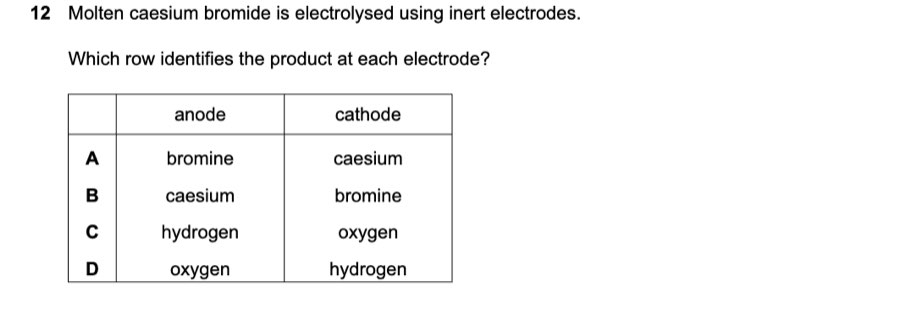 12 Molten caesium bromide is electrolysed using inert electrodes.
Which row identifies the product at each electrode?
anode cathode
A bromine caesium
B caesium bromine
C hydrogen oxygen
D oxygen hydrogen